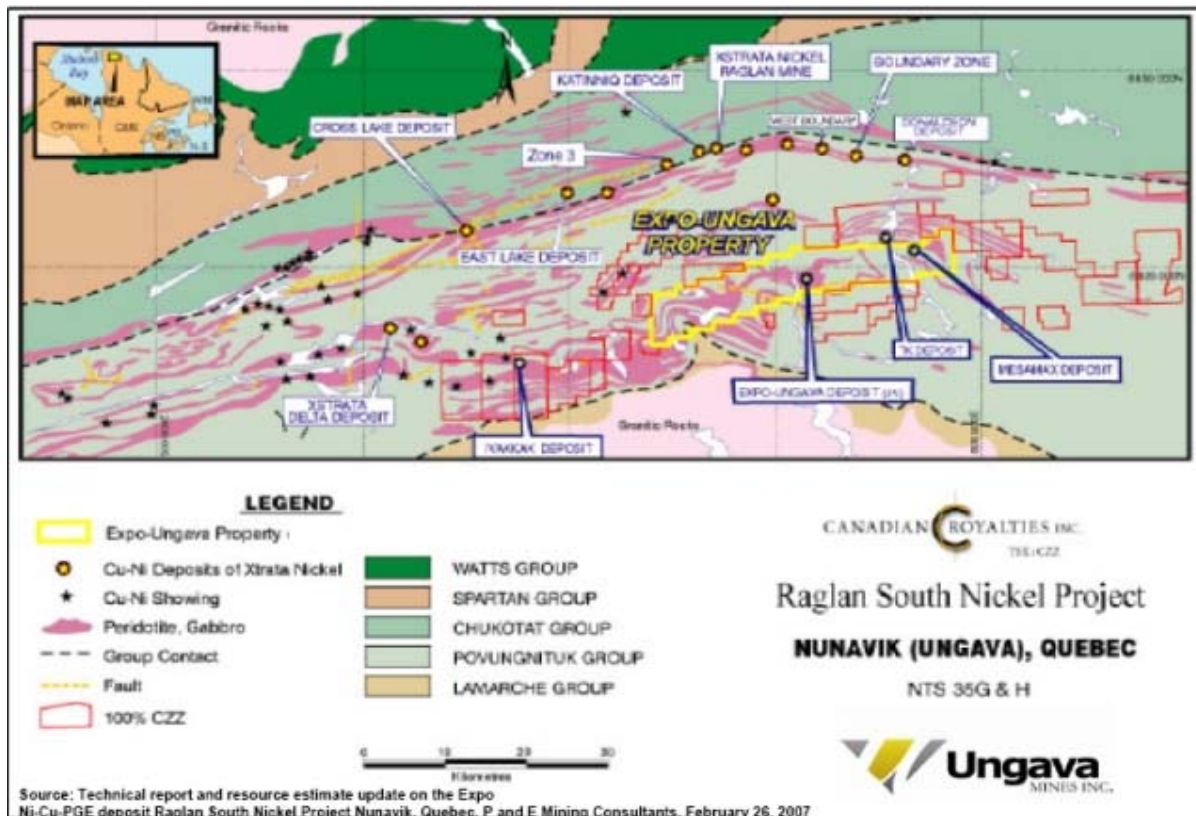 Granitic Rocks
Hudson
Bay
MAP AREA
Ontario
KATINNIQ DEPOSIT
XSTRATA NICKEL
RAGLAN MINE
BOUNDARY ZONE
CROSS LAKE DEPOSIT
Zone 3
WEST BOUNDARY
DONALDSON
DEPOSIT
EXPO-UNGAVA
PROPERTY
EAST LAKE DEPOSIT
TK DEPOSIT
MESAMAX DEPOSIT
EXPO-UNGAVA DEPOSIT
XSTRATA
DELTA DEPOSIT
Granitic Rocks
DEPOSIT
LEGEND
Expo-Ungava Property
Cu-Ni Deposits of Xtrata Nickel
Cu-Ni Showing
Peridotite, Gabbro
Group Contact
Fault
100% CZZ
WATTS GROUP
SPARTAN GROUP
CHUKOTAT GROUP
POVUNGNITUK GROUP
LAMARCHE GROUP
0 10 20 30
Kilometres
CANADIAN ROYALTIES INC.
TSX: CZZ
Raglan South Nickel Project
NUNAVIK (UNGAVA), QUEBEC
NTS 35G & H
Ungava
MINES INC.
Source: Technical report and resource estimate update on the Expo
Ni-Cu-PGE deposit Raglan South Nickel Project Nunavik, Quebec, P and E Mining Consultants, February 26, 2007